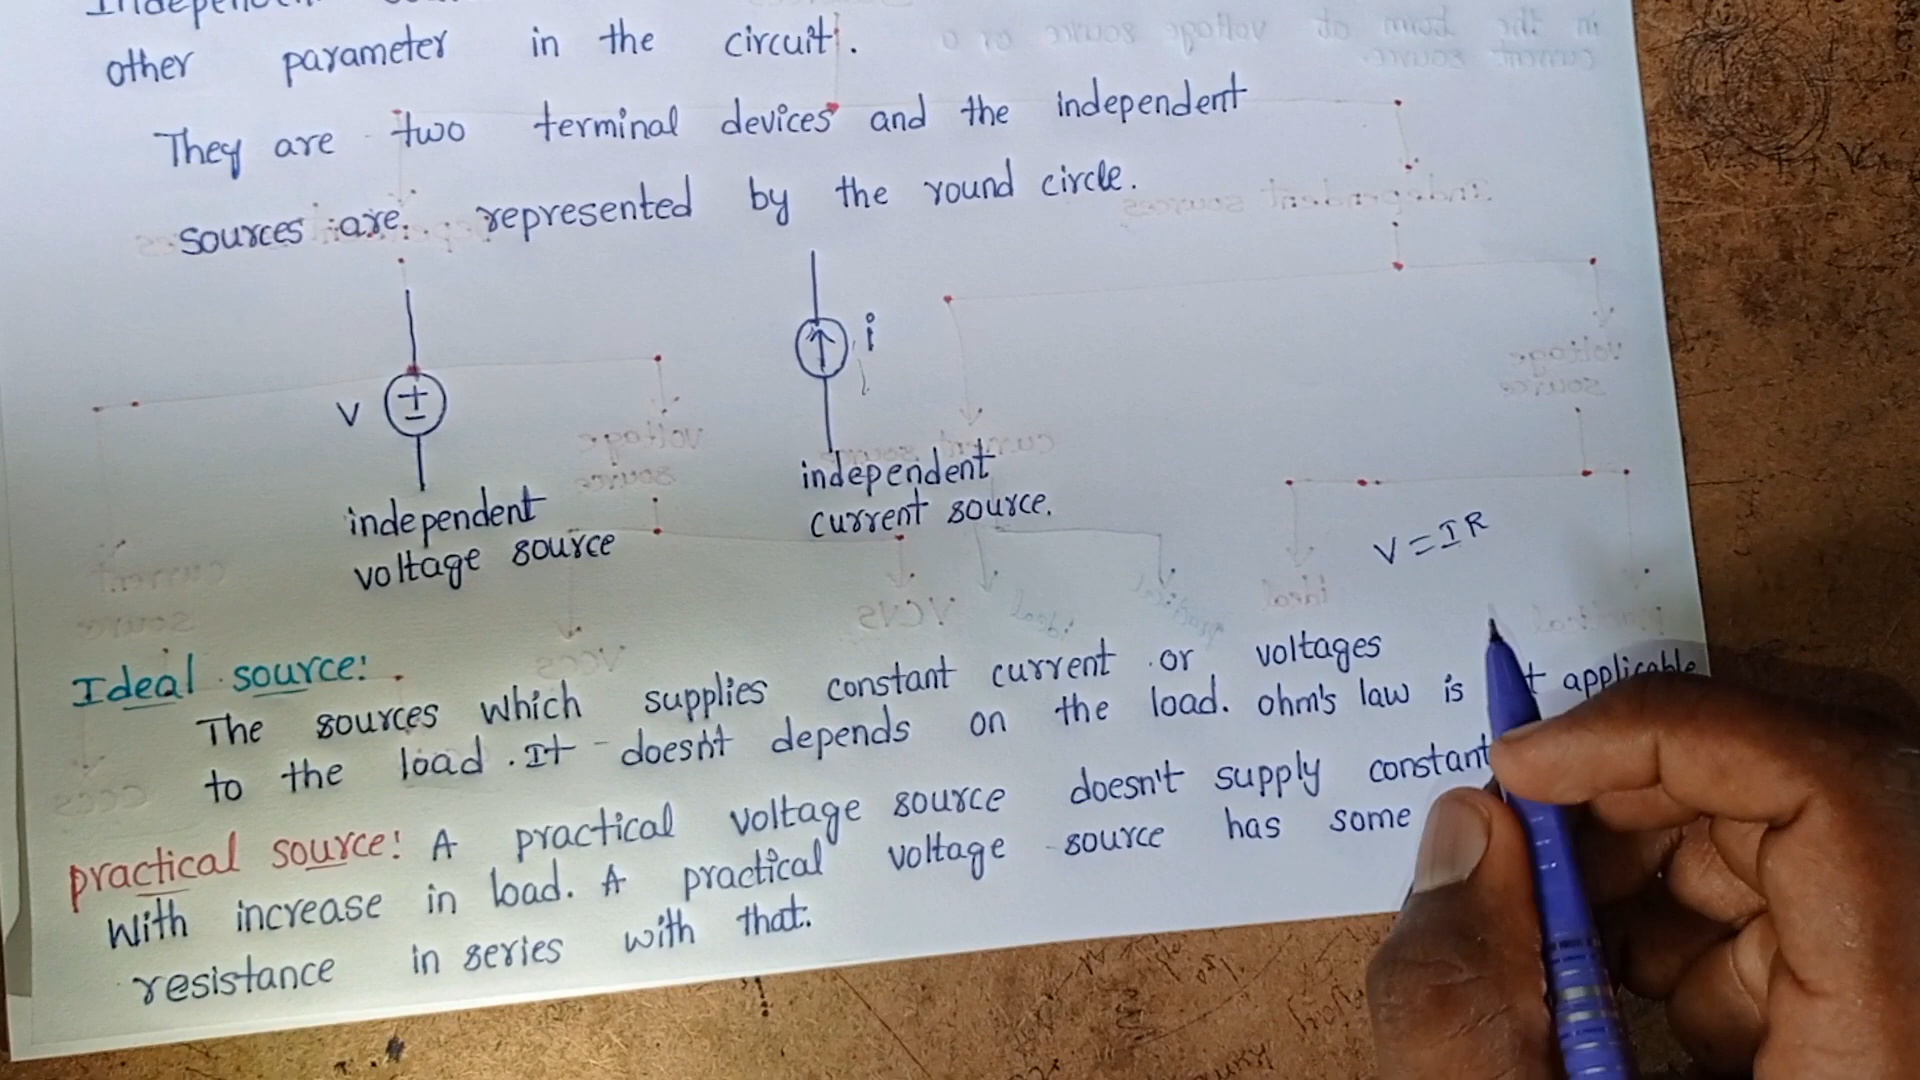 other parameter in the circuit.
They are two terminal devices and the independent
sources are represented by the round circle.
V
+
-
i
independent
voltage source
independent
current source.
V = IR
Ideal source:
The sources which supplies constant current or voltages
to the load. It doesn't depends on the load. ohm's law is applicable
practical source: A practical voltage source doesn't supply constant
With increase in load. A practical voltage source has some
resistance in series with that.